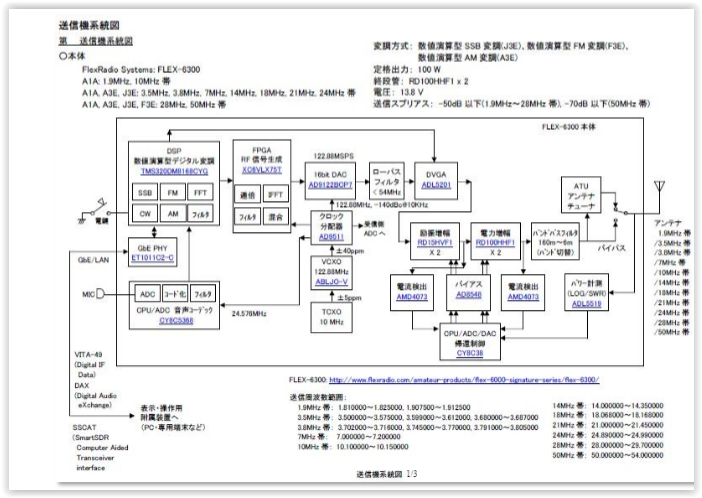 送信機系統図
第　送信機系統図
○本体
FlexRadio Systems: FLEX-6300
A1A: 1.9MHz, 10MHz 帯
A1A, A3E, J3E: 3.5MHz, 3.8MHz, 7MHz, 14MHz, 18MHz, 21MHz, 24MHz 帯
A1A, A3E, J3E, F3E: 28MHz, 50MHz 帯
変調方式: 数値演算型 SSB 変調(J3E)、数値演算型 FM 変調(F3E)、
数値演算型 AM 変調(A3E)
定格出力: 100 W
終段管: RD100HHF1 x 2
電圧: 13.8 V
送信スプリアス: -50dB 以下(1.9MHz~28MHz 帯), -70dB 以下(50MHz 帯)
FLEX-6300 本体
DSP
数値演算型デジタル変調
TMS320DM8168CYG
SSB FM FFT
CW AM フィルタ
FPGA
RF 信号生成
XC6VLX75T
通倍 IFFT
フィルタ 混合
122.88MSPS
16bit DAC
AD9122BCPZ
ローパス
フィルタ
< 54MHz
DVGA
ADL5201
122.88MHz, -140dBc@10KHz
クロック
分配器
AD9511
受信側
ADC へ
±40ppm
VCXO
122.88MHz
ABLJO-V
±5ppm
TCXO
10 MHz
24.576MHz
励振増幅
RD15HVF1
X 2
電力増幅
RD100HHF1
X 2
バンドパスフィルタ
160m~6m
(バンド切替)
ATU
アンテナ
チューナ
バイパス
アンテナ
1.9MHz 帯
/3.5MHz 帯
/3.8MHz 帯
/7MHz 帯
/10MHz 帯
/14MHz 帯
/18MHz 帯
/21MHz 帯
/24MHz 帯
/28MHz 帯
/50MHz 帯
電流検出
AMD4073
バイアス
AD8548
電流検出
AMD4073
パワー計測
(LOG/SWR)
ADL5519
CPU/ADC/DAC
帰還制御
CY8C38
電鍵
GbE/LAN
GbE PHY
ET1011C2-C
MIC
ADC コード化 フィルタ
CPU/ADC 音声コーデック
CY8C5368
VITA-49
(Digital IF
Data)
DAX
(Digital Audio
eXchange)
SSCAT
(SmartSDR
Computer Aided
Transceiver
interface
表示・操作用
附属装置へ
(PC・専用端末など)
FLEX-6300: http://www.flexradio.com/amateur-products/flex-6000-signature-series/flex-6300/
送信周波数範囲:
1.9MHz 帯: 1.810000~1.825000, 1.907500~1.912500
3.5MHz 帯: 3.500000~3.575000, 3.599000~3.612000, 3.680000~3.687000
3.8MHz 帯: 3.702000~3.716000, 3.745000~3.770000, 3.791000~3.805000
7MHz 帯: 7.000000~7.200000
10MHz 帯: 10.100000~10.150000
14MHz 帯: 14.000000~14.350000
18MHz 帯: 18.068000~18.168000
21MHz 帯: 21.000000~21.450000
24MHz 帯: 24.890000~24.990000
28MHz 帯: 28.000000~29.700000
50MHz 帯: 50.000000~54.000000
送信機系統図 1/3